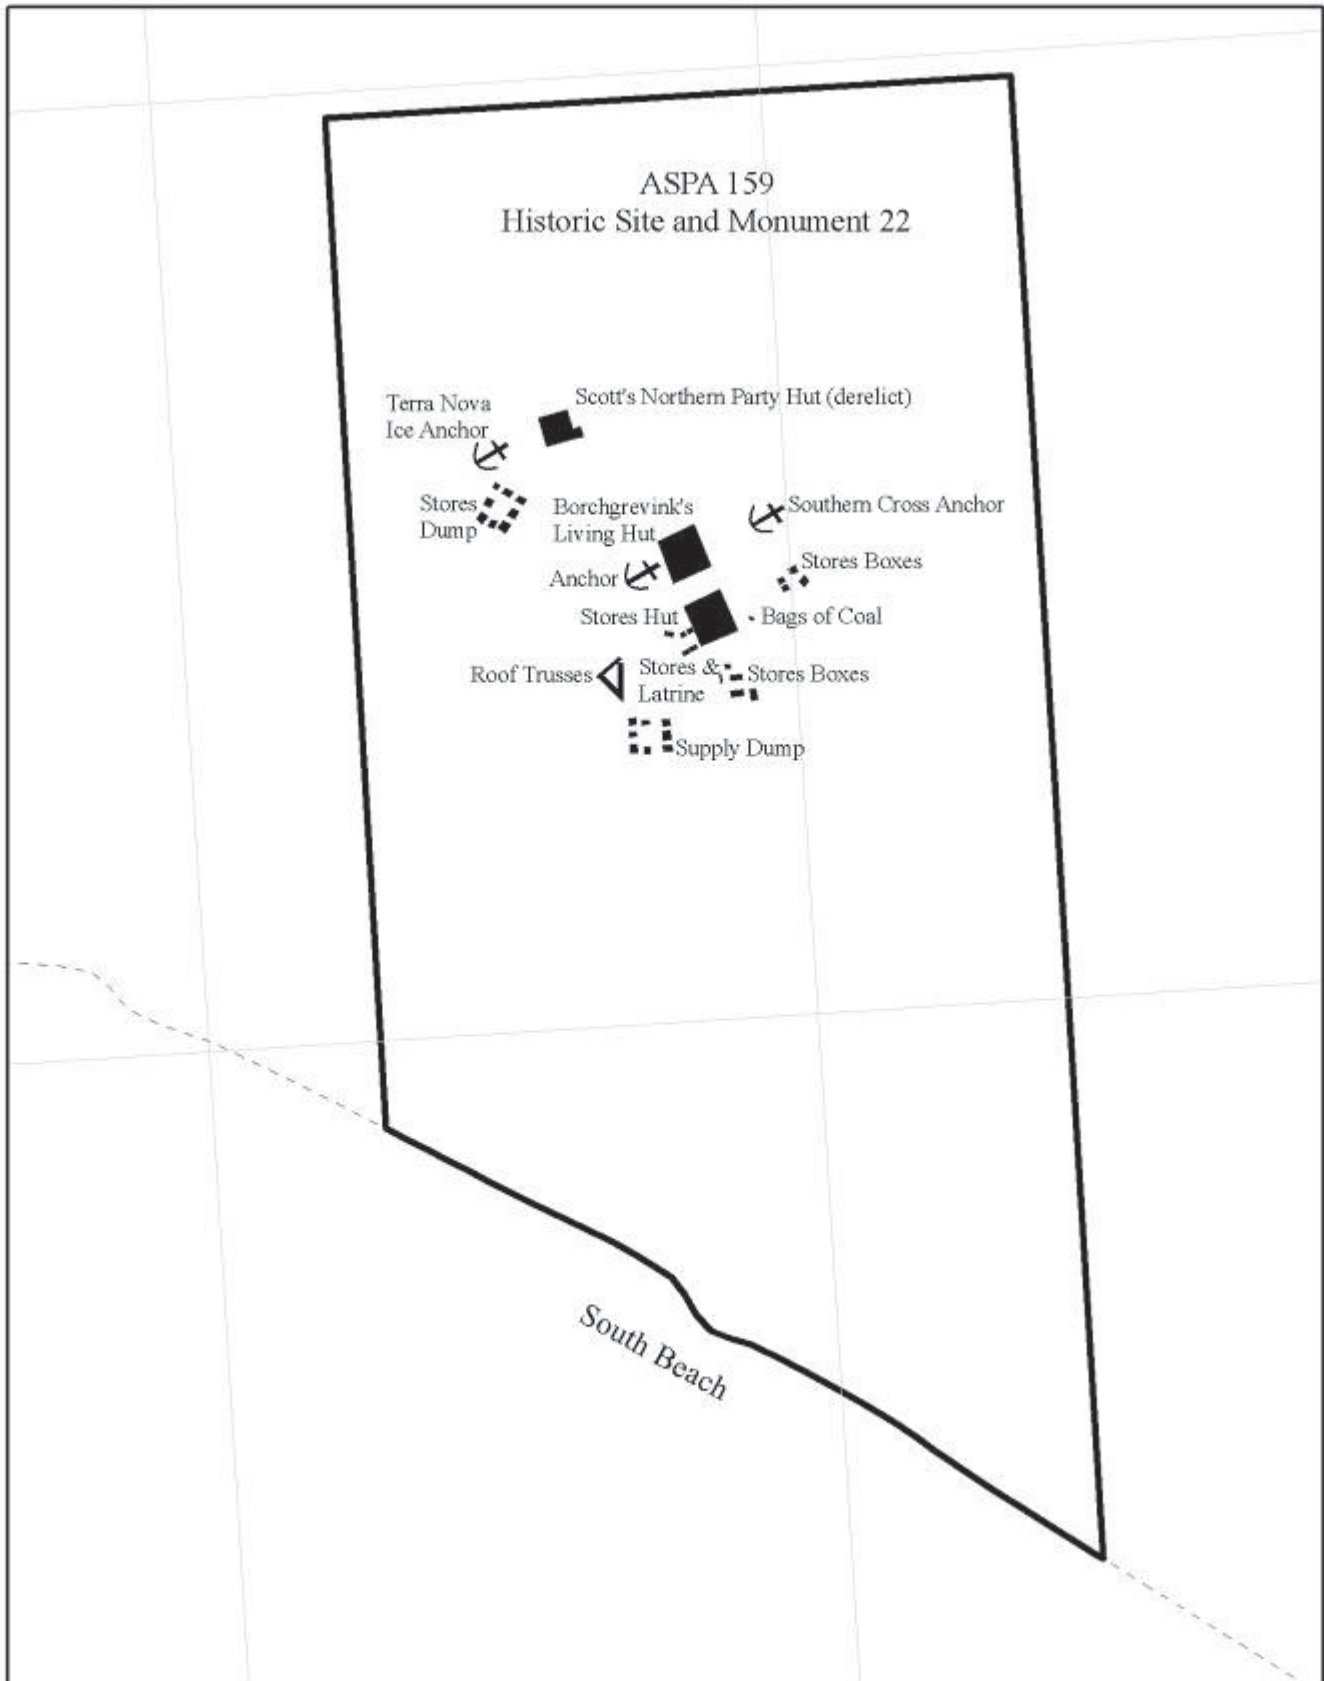 ASPA 159
Historic Site and Monument 22
Scott's Northern Party Hut (derelict)
Terra Nova
Ice Anchor
Stores
Dump
Borchgrevink's
Living Hut
Southern Cross Anchor
Anchor
Stores Boxes
Stores Hut
Bags of Coal
Roof Trusses
Stores &
Latrine
Stores Boxes
Supply Dump
South Beach